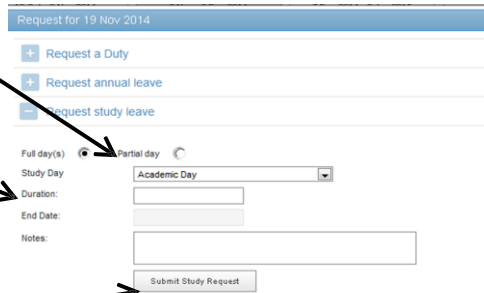 Request for 19 Nov 2014
+ Request a Duty
+ Request annual leave
− Request study leave
Full day(s) Partial day
Study Day Academic Day
Duration:
End Date:
Notes:
Submit Study Request